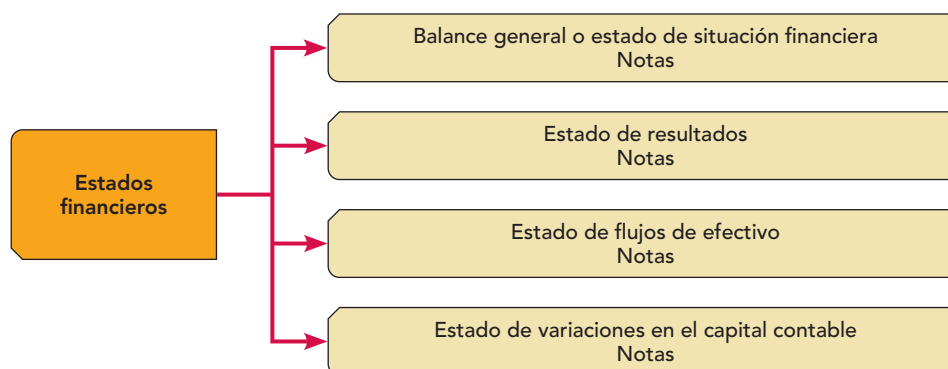 Estados
financieros
Balance general o estado de situación financiera
Notas
Estado de resultados
Notas
Estado de flujos de efectivo
Notas
Estado de variaciones en el capital contable
Notas